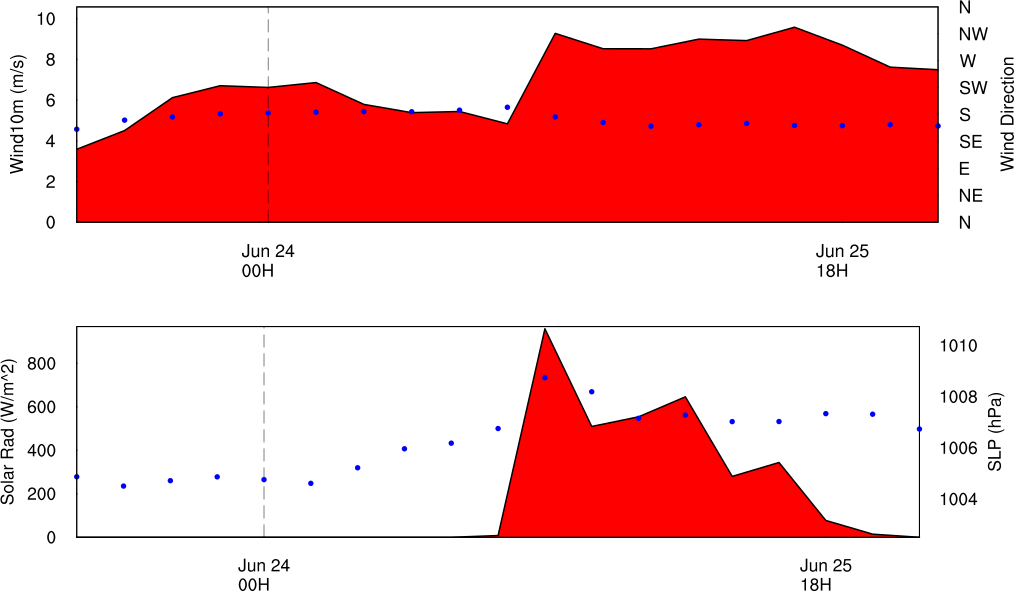 Wind10m (m/s)
10
8
6
4
2
0
N
NW
W
SW
S
SE
E
NE
N
Wind Direction
Jun 24
00H
Jun 25
18H
Solar Rad (W/m^2)
800
600
400
200
0
1010
1008
1006
1004
SLP (hPa)
Jun 24
00H
Jun 25
18H